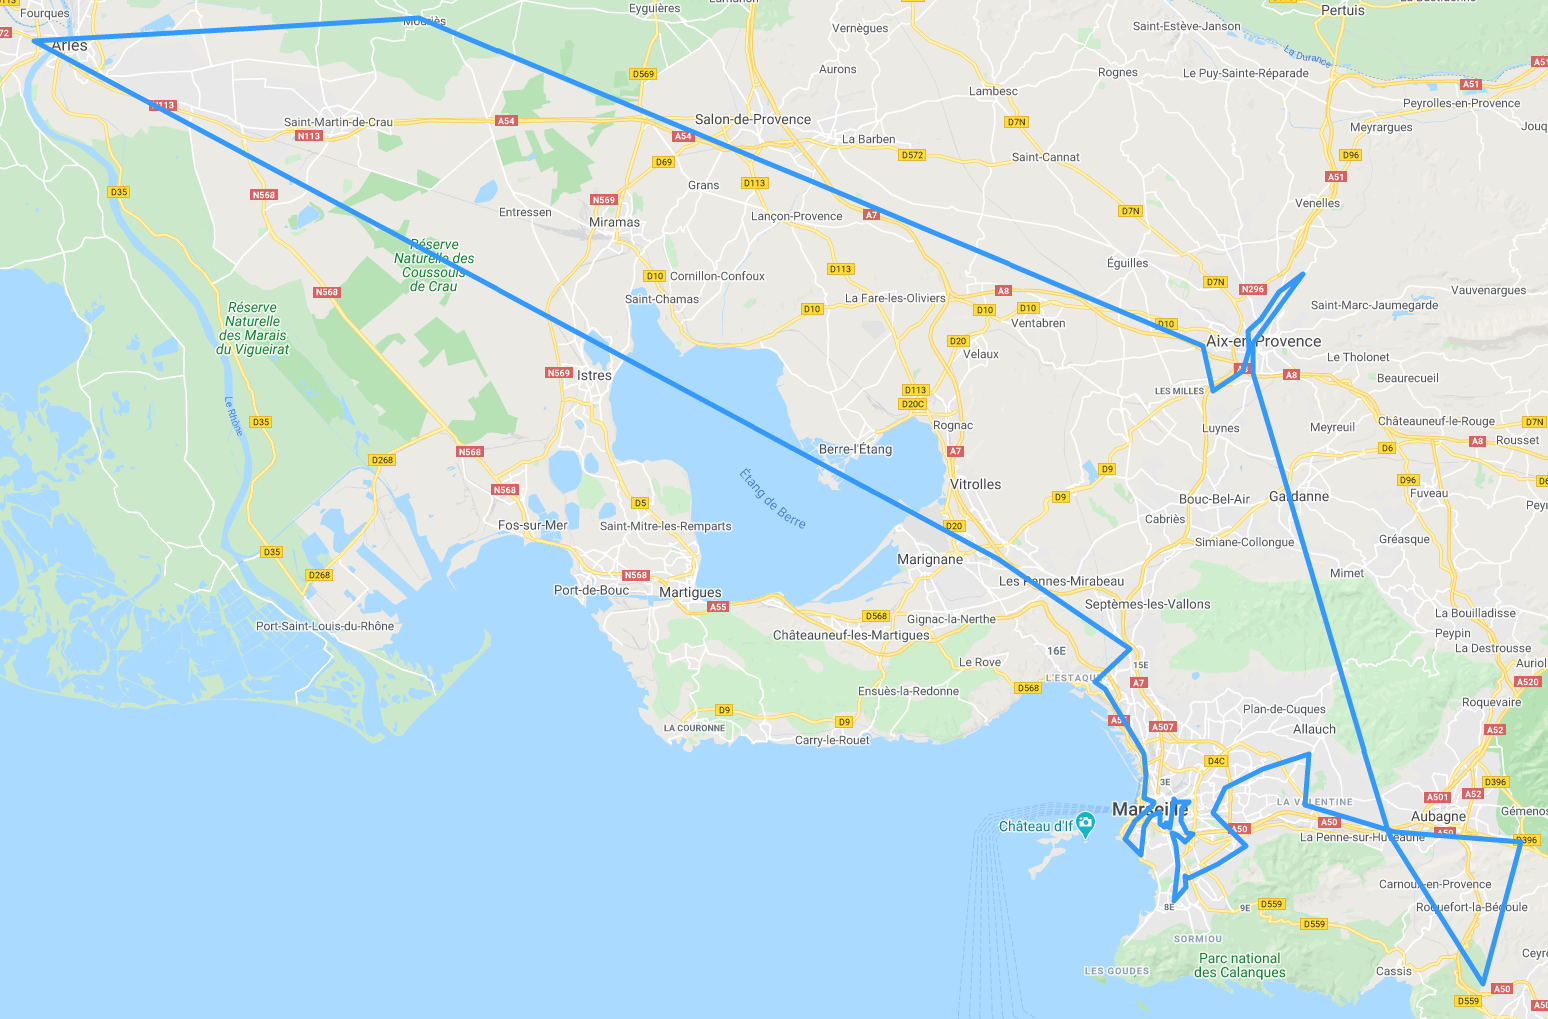 D113
Fourques
72
Arles
Mouriès
Eyguières
Lamanon
Vernègues
Saint-Estève-Janson
Pertuis
La Durance
A51
D569
Aurons
Rognes
Le Puy-Sainte-Réparade
A51
Lambesc
Peyrolles-en-Provence
N113
Saint-Martin-de-Crau
N113
A54
Salon-de-Provence
A54
La Barben
D7N
Meyrargues
Jouq
D69
D572
Saint-Cannat
D96
D35
N568
Grans
D113
A51
N569
Entressen
Miramas
Lançon-Provence
A7
D7N
Venelles
Réserve
Naturelle des
Coussouls
de Crau
D10
Cornillon-Confoux
D113
Éguilles
D7N
N296
N568
Saint-Chamas
La Fare-les-Oliviers
A8
Vauvenargues
Saint-Marc-Jaumegarde
Réserve
Naturelle
des Marais
du Vigueirat
D10
D10
D10
Ventabren
D10
Aix-en-Provence
D20
Velaux
Le Tholonet
N569
Istres
A8
A8
Beaurecueil
D113
LES MILLES
D20C
Le Rhône
D35
Rognac
Luynes
Meyreuil
Châteauneuf-le-Rouge
D7N
A8
Rousset
D268
N568
Berre-l'Étang
A7
D6
D9
D96
N568
Étang de Berre
Vitrolles
D9
Bouc-Bel-Air
Gardanne
Fuveau
D5
Fos-sur-Mer
Saint-Mitre-les-Remparts
D20
Cabriès
Simiane-Collongue
Gréasque
D35
D268
N568
Marignane
Les Pennes-Mirabeau
Mimet
Port-de-Bouc
Martigues
A55
D568
Septèmes-les-Vallons
La Bouilladisse
Port-Saint-Louis-du-Rhône
Gignac-la-Nerthe
Châteauneuf-les-Martigues
Peypin
La Destrousse
16E
Le Rove
15E
Auriol
L'ESTAQUE
A7
A520
Ensuès-la-Redonne
D568
Roquevaire
D9
D9
LA COURONNE
Carry-le-Rouet
A507
Plan-de-Cuques
Allauch
A52
D4C
3E
D396
A501
A52
Marseille
LA VALENTINE
Château d'If
A50
A50
Aubagne
Gémenos
La Penne-sur-Huveaune
A50
D396
Carnoux-en-Provence
8E
9E
D559
Roquefort-la-Bédoule
D559
SORMIOU
Ceyre
Parc national
des Calanques
LES GOUDES
Cassis
A50
D559